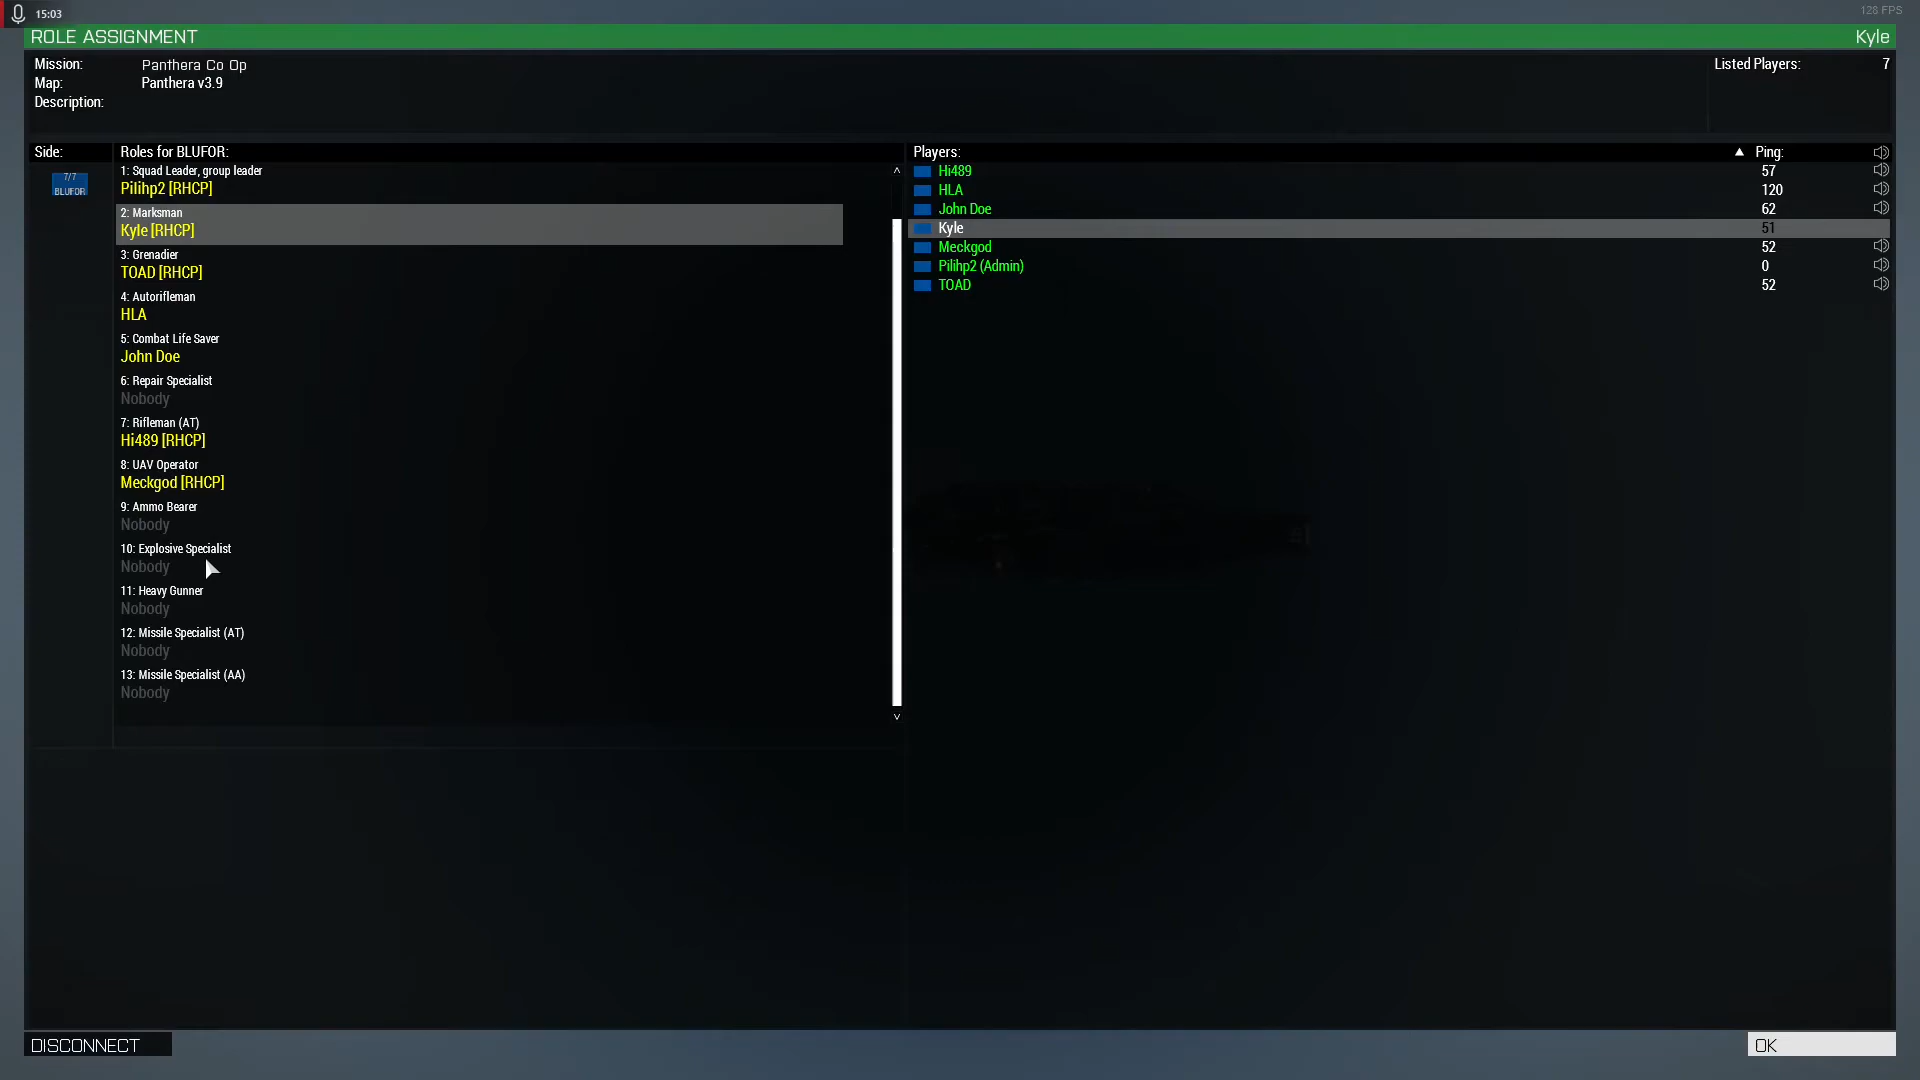 15:03
128 FPS
ROLE ASSIGNMENT
Kyle
Mission: Panthera Co Op
Listed Players: 7
Map: Panthera v3.9
Description:
Side:
7/7
BLUFOR
Roles for BLUFOR:
1: Squad Leader, group leader
Pilihp2 [RHCP]
2: Marksman
Kyle [RHCP]
3: Grenadier
TOAD [RHCP]
4: Autorifleman
HLA
5: Combat Life Saver
John Doe
6: Repair Specialist
Nobody
7: Rifleman (AT)
Hi489 [RHCP]
8: UAV Operator
Meckgod [RHCP]
9: Ammo Bearer
Nobody
10: Explosive Specialist
Nobody
11: Heavy Gunner
Nobody
12: Missile Specialist (AT)
Nobody
13: Missile Specialist (AA)
Nobody
Players: Ping:
Hi489 57
HLA 120
John Doe 62
Kyle 51
Meckgod 52
Pilihp2 (Admin) 0
TOAD 52
DISCONNECT
OK